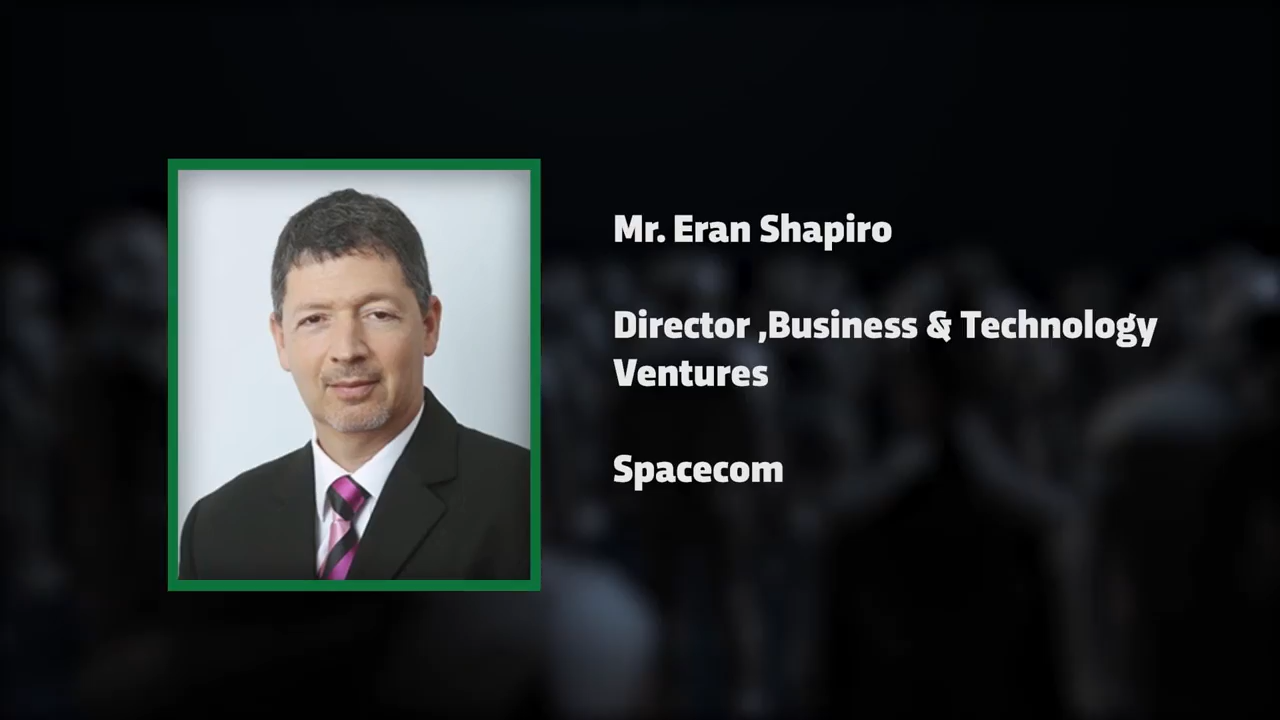 Mr. Eran Shapiro
Director ,Business & Technology
Ventures
Spacecom